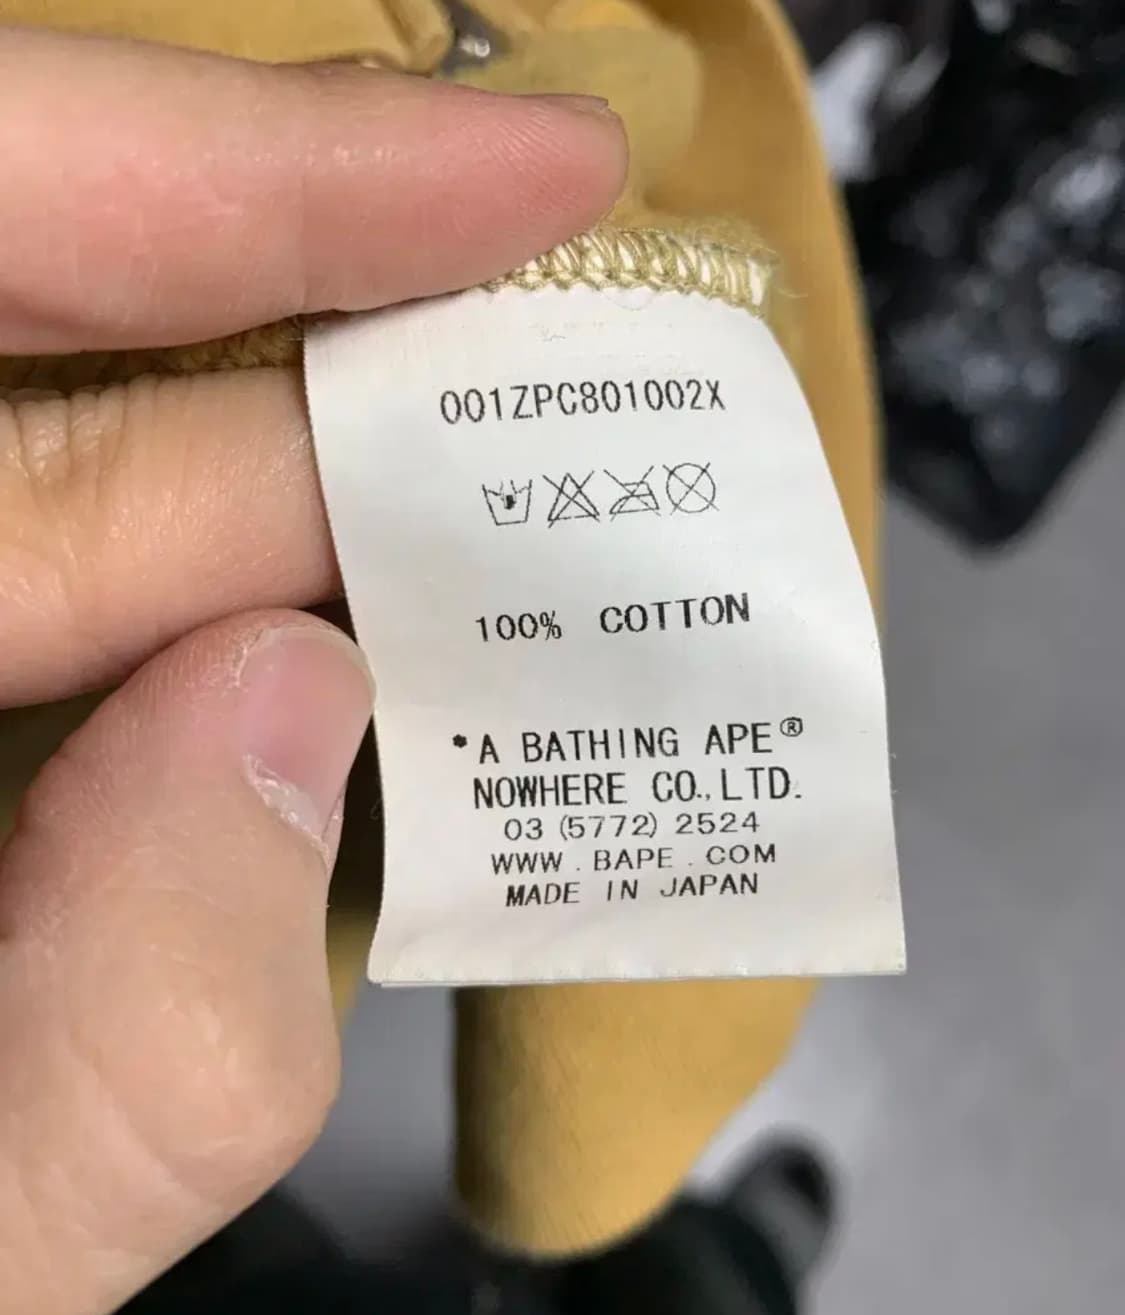 001ZPC801002X
100% COTTON
*A BATHING APE®
NOWHERE CO.,LTD.
03 (5772) 2524
WWW . BAPE . COM
MADE IN JAPAN